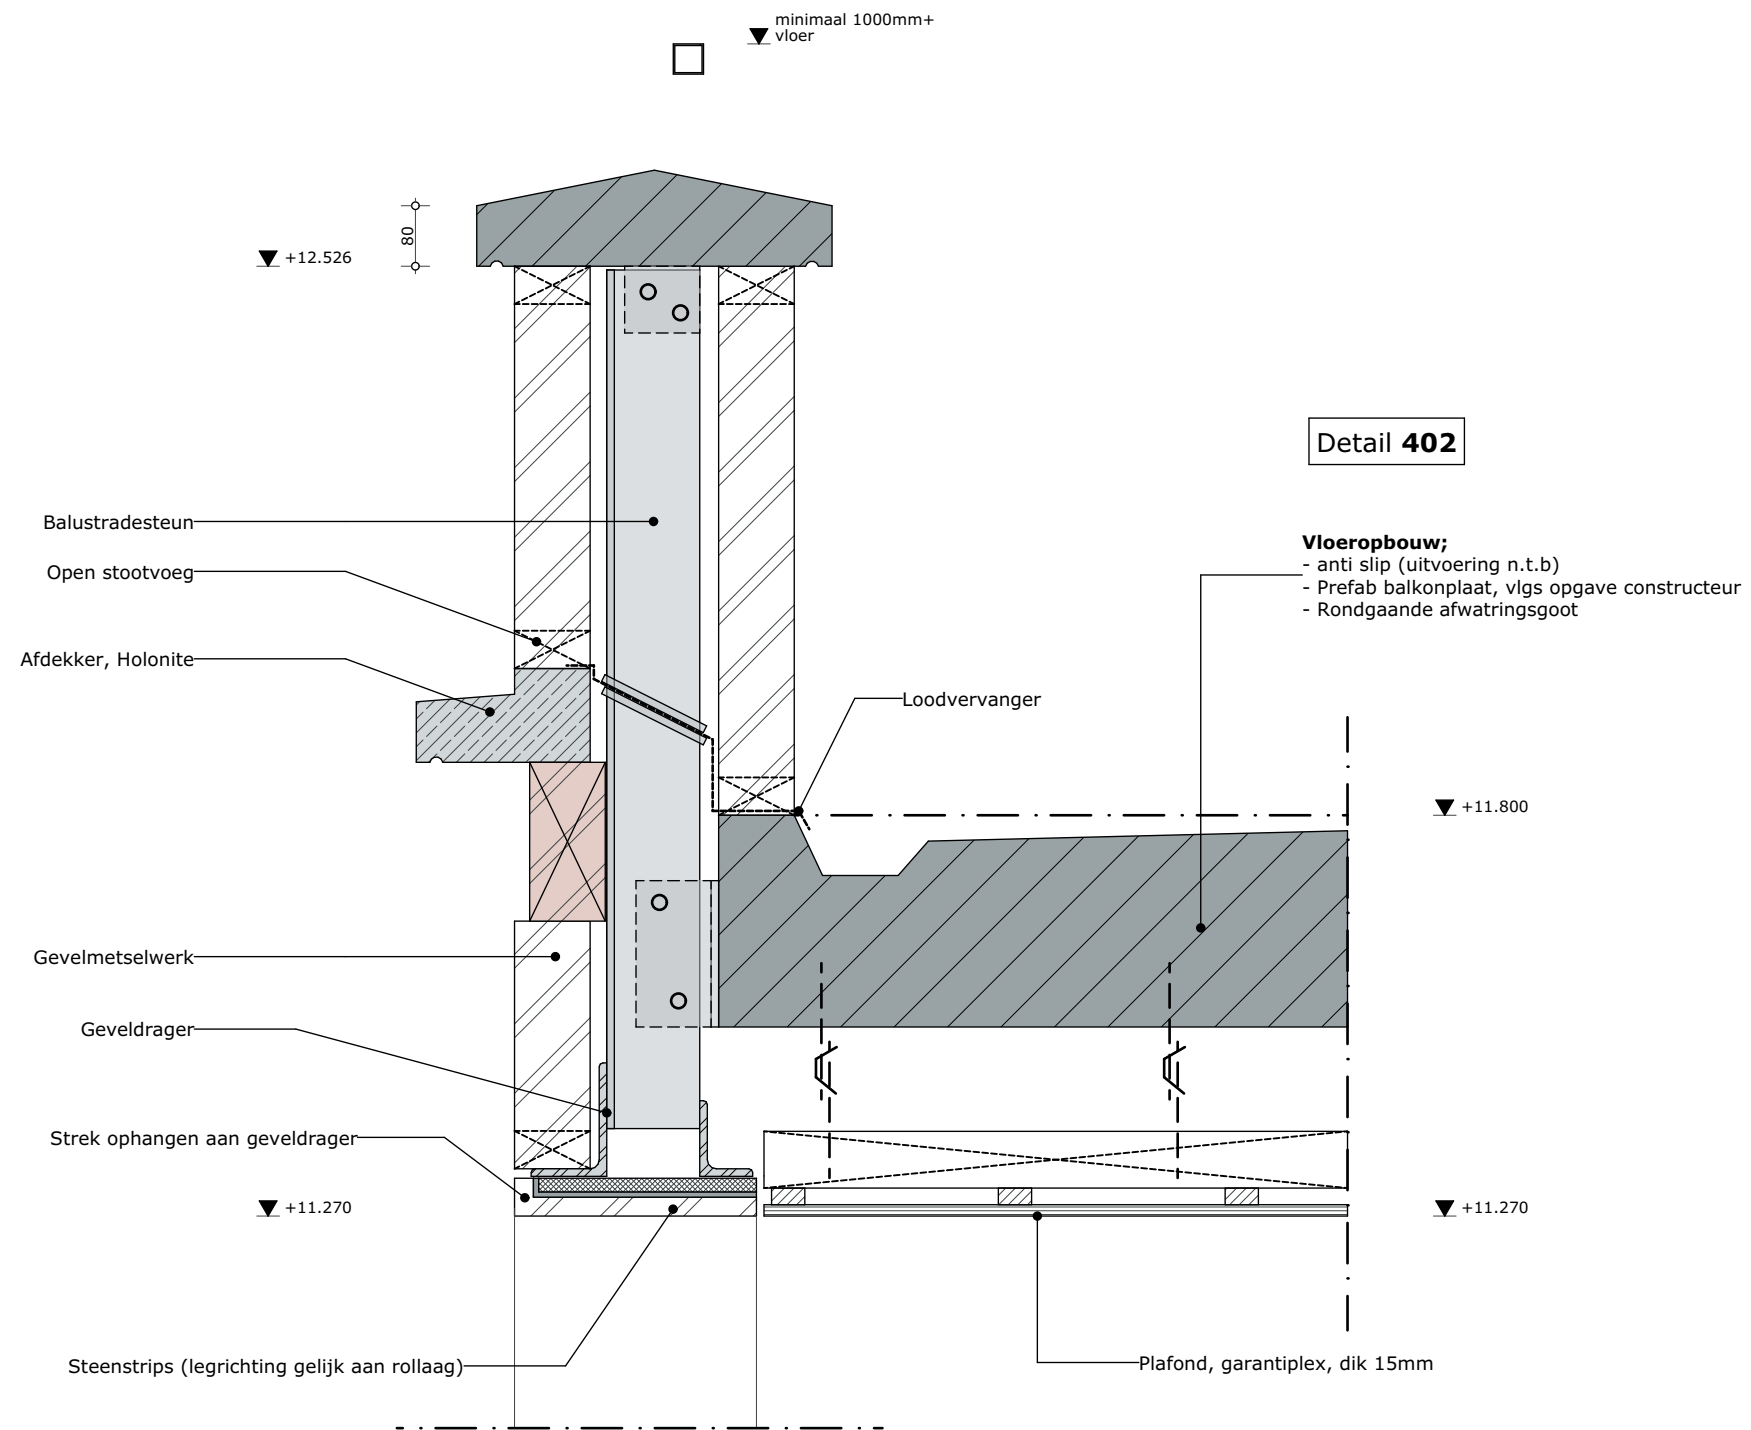 minimaal 1000mm+
vloer
80
+12.526
Detail 402
Balustradesteun
Vloeropbouw;
- anti slip (uitvoering n.t.b)
- Prefab balkonplaat, vlgs opgave constructeur
- Rondgaande afwatringsgoot
Open stootvoeg
Afdekker, Holonite
Loodvervanger
+11.800
Gevelmetselwerk
Geveldrager
Strek ophangen aan geveldrager
+11.270
+11.270
Steenstrips (legrichting gelijk aan rollaag)
Plafond, garantiplex, dik 15mm